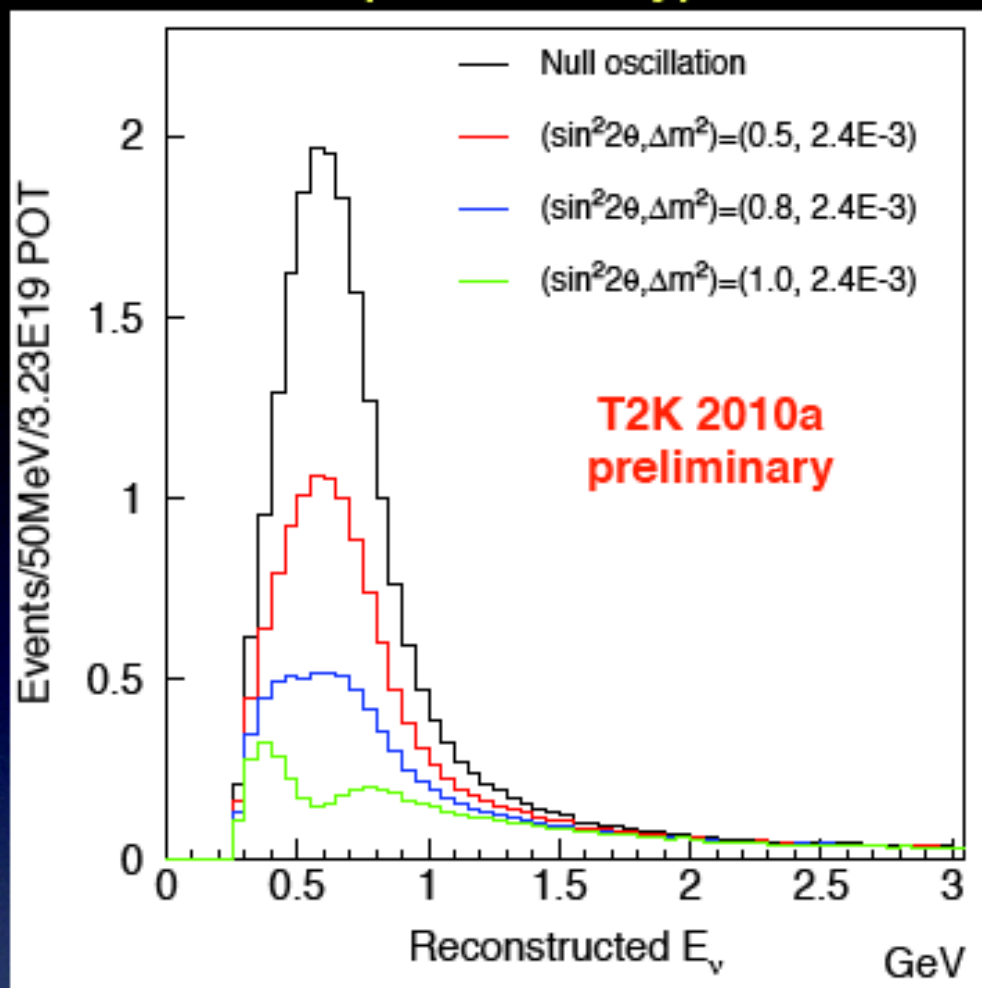 Null oscillation
(sin²2θ,Δm²)=(0.5, 2.4E-3)
(sin²2θ,Δm²)=(0.8, 2.4E-3)
(sin²2θ,Δm²)=(1.0, 2.4E-3)
T2K 2010a
preliminary
Events/50MeV/3.23E19 POT
2
1.5
1
0.5
0
0 0.5 1 1.5 2 2.5 3
Reconstructed Eν
GeV